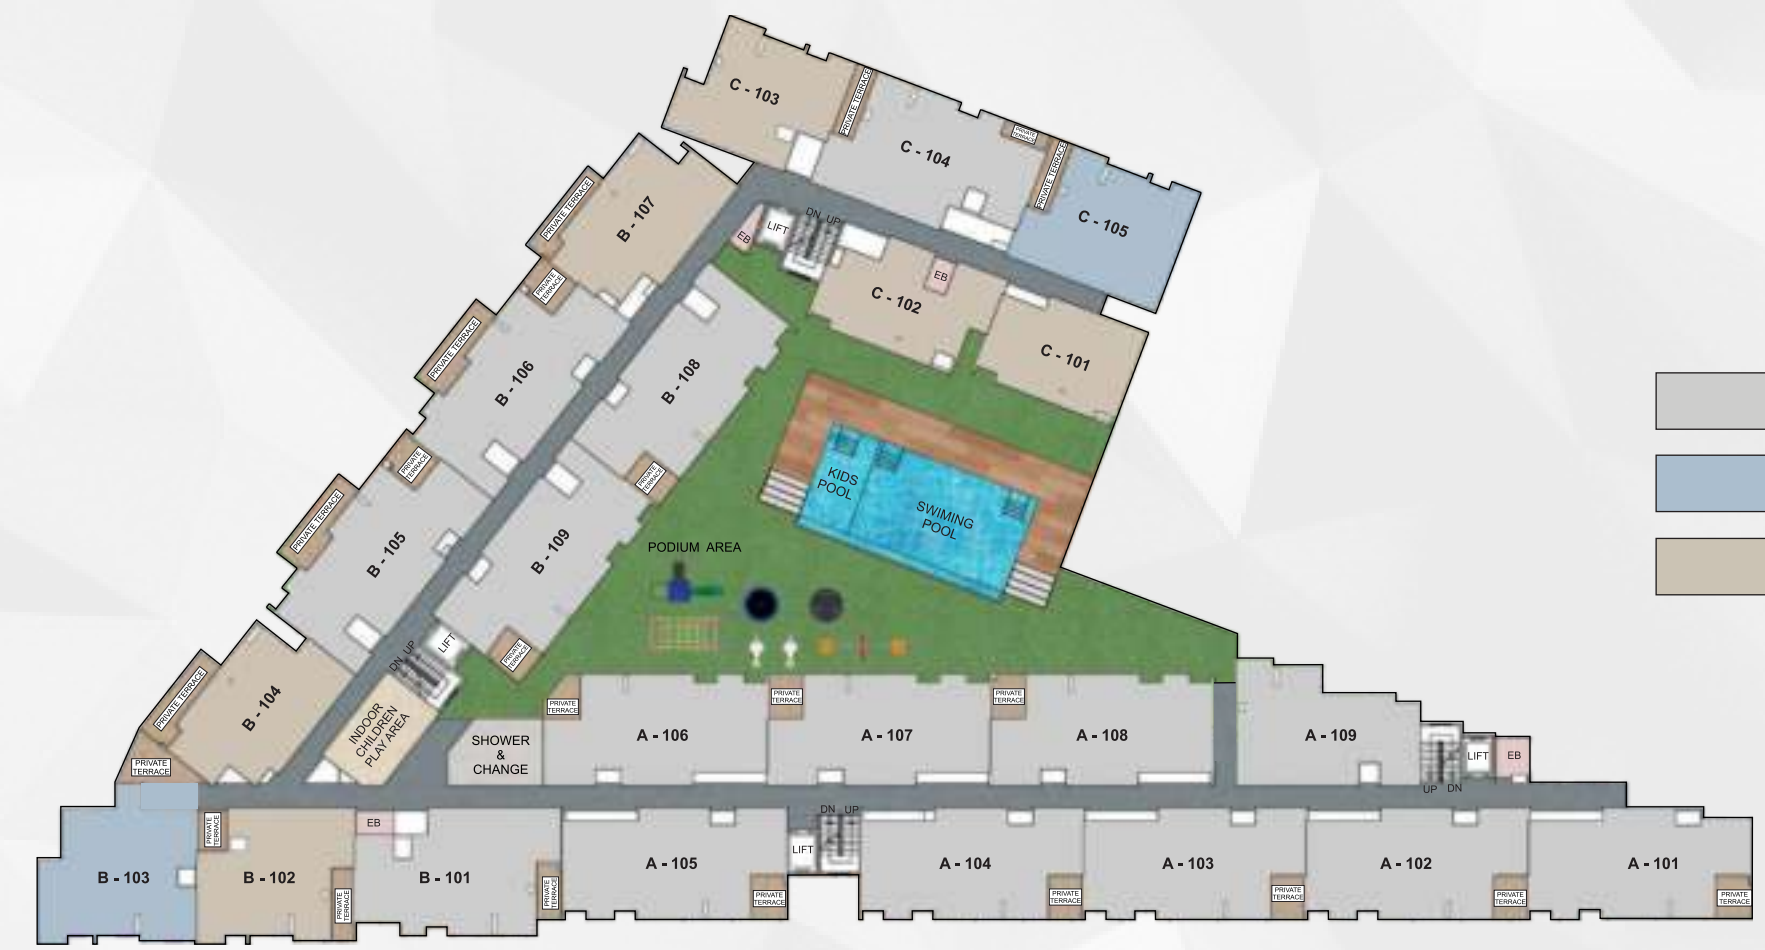 C - 103
PRIVATE TERRACE
C - 104
PRIVATE
TERRACE
PRIVATE TERRACE
C - 105
DN UP
LIFT
EB
EB
C - 102
C - 101
PRIVATE TERRACE
B - 107
PRIVATE
TERRACE
PRIVATE TERRACE
B - 106
B - 108
PRIVATE
TERRACE
PRIVATE TERRACE
B - 105
PRIVATE
TERRACE
B - 109
KIDS
POOL
SWIMING
POOL
PODIUM AREA
DN UP
LIFT
PRIVATE
TERRACE
PRIVATE TERRACE
B - 104
INDOOR
CHILDREN
PLAY AREA
PRIVATE
TERRACE
SHOWER
&
CHANGE
PRIVATE
TERRACE
A - 106
PRIVATE
TERRACE
A - 107
PRIVATE
TERRACE
A - 108
A - 109
LIFT
EB
UP DN
B - 103
PRIVATE
TERRACE
B - 102
PRIVATE
TERRACE
EB
B - 101
PRIVATE
TERRACE
A - 105
PRIVATE
TERRACE
DN UP
LIFT
A - 104
PRIVATE
TERRACE
A - 103
PRIVATE
TERRACE
A - 102
PRIVATE
TERRACE
A - 101
PRIVATE
TERRACE